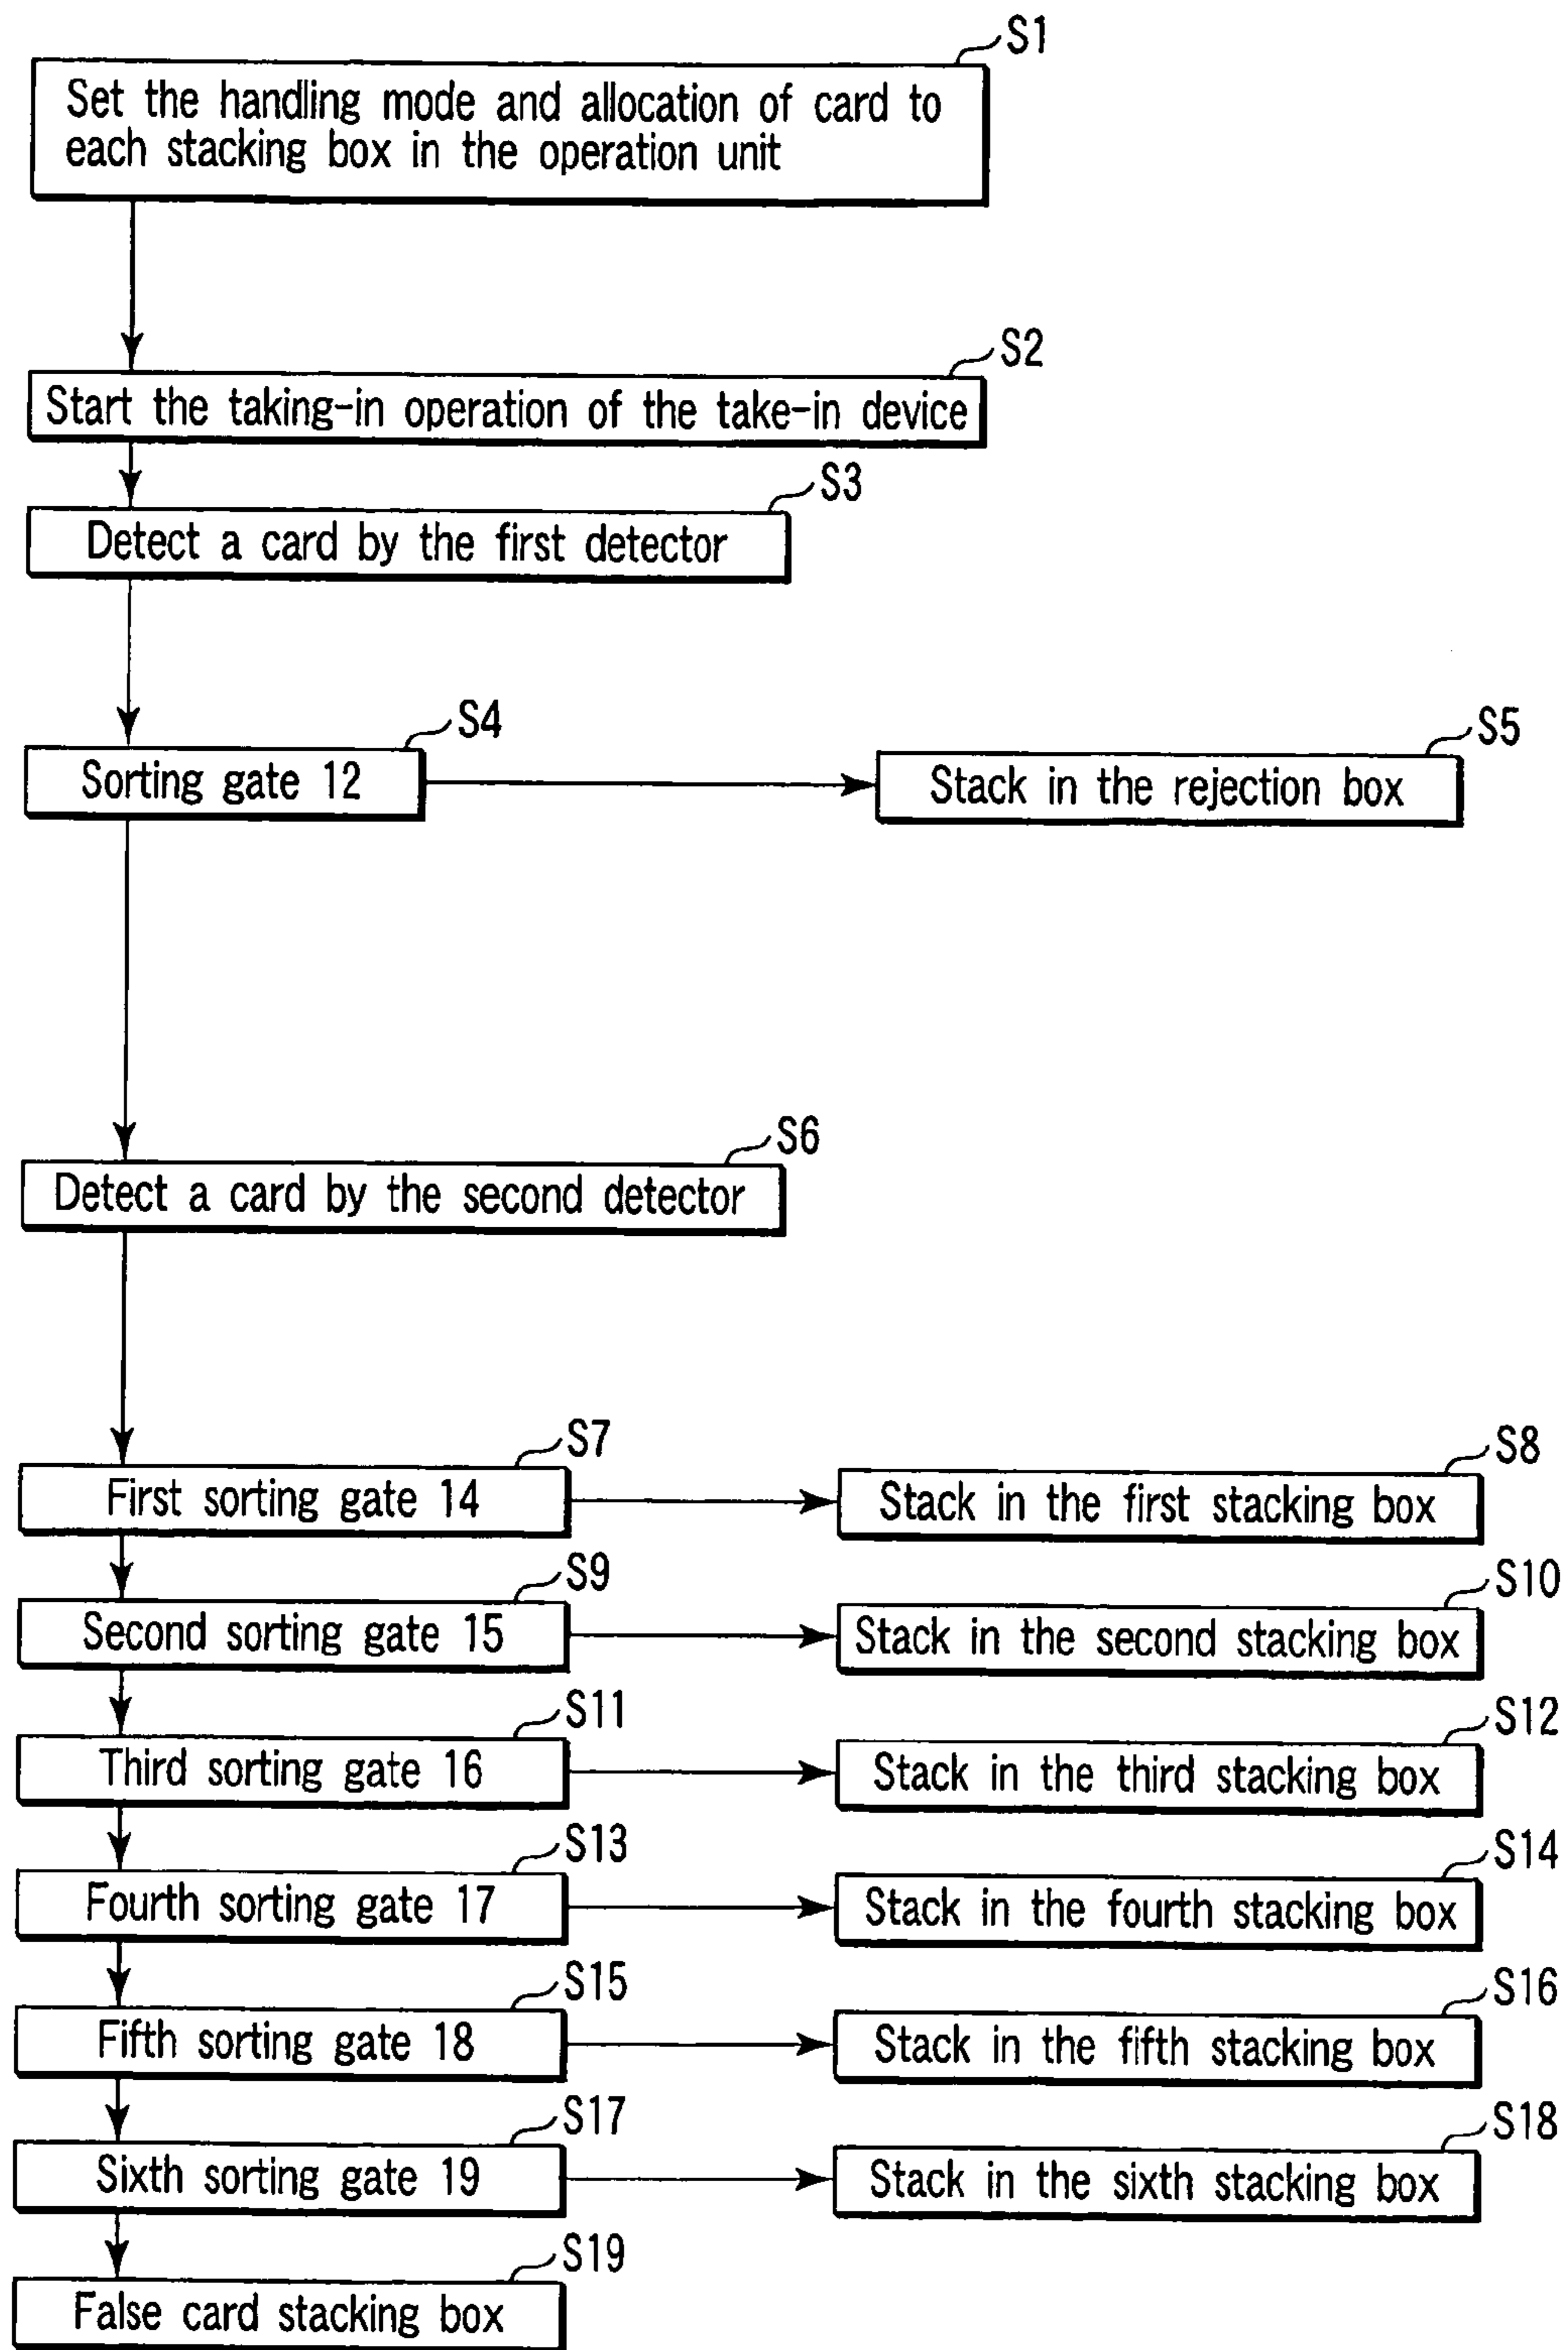 S1
Set the handling mode and allocation of card to
each stacking box in the operation unit
S2
Start the taking-in operation of the take-in device
S3
Detect a card by the first detector
S4
Sorting gate 12
S5
Stack in the rejection box
S6
Detect a card by the second detector
S7
First sorting gate 14
S8
Stack in the first stacking box
S9
Second sorting gate 15
S10
Stack in the second stacking box
S11
Third sorting gate 16
S12
Stack in the third stacking box
S13
Fourth sorting gate 17
S14
Stack in the fourth stacking box
S15
Fifth sorting gate 18
S16
Stack in the fifth stacking box
S17
Sixth sorting gate 19
S18
Stack in the sixth stacking box
S19
False card stacking box